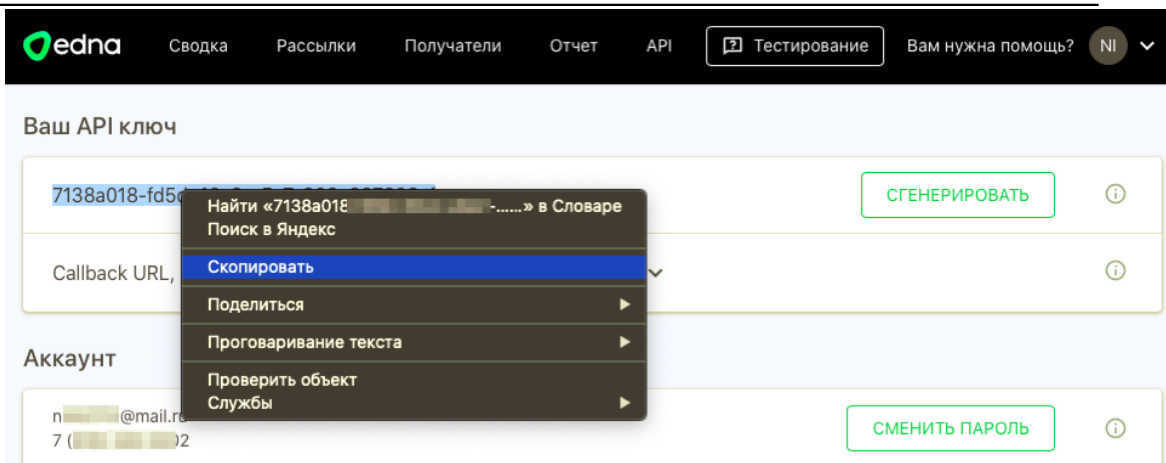 edna Сводка Рассылки Получатели Отчет API Тестирование Вам нужна помощь? NI
Ваш API ключ
7138a018-fd5d
СГЕНЕРИРОВАТЬ
Найти «7138a018 -......» в Словаре
Поиск в Яндекс
Callback URL,
Скопировать
Поделиться
Проговаривание текста
Аккаунт
Проверить объект
Службы
n @mail.ru
7 ( )2
СМЕНИТЬ ПАРОЛЬ